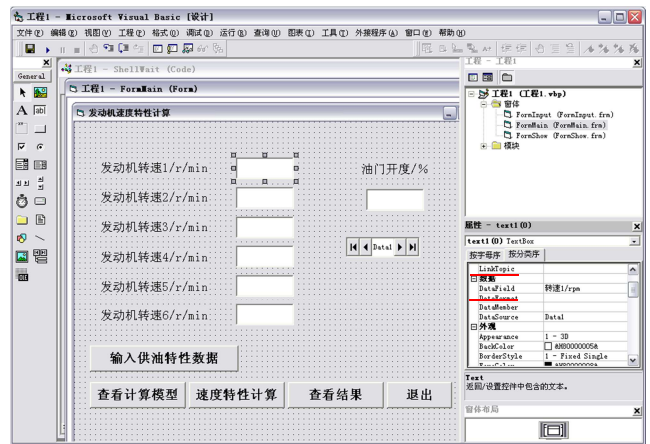 工程1 - Microsoft Visual Basic [设计]
文件(F) 编辑(E) 视图(V) 工程(P) 格式(O) 调试(D) 运行(R) 查询(U) 图表(I) 工具(T) 外接程序(A) 窗口(W) 帮助(H)
General
工程1 - ShellWait (Code)
工程1 - FormMain (Form)
发动机速度特性计算
发动机转速1/r/min
油门开度/%
发动机转速2/r/min
发动机转速3/r/min
Data1
发动机转速4/r/min
发动机转速5/r/min
发动机转速6/r/min
输入供油特性数据
查看计算模型 速度特性计算 查看结果 退出
工程 - 工程1
工程1 (工程1.vbp)
窗体
FormInput (FormInput.frm)
FormMain (FormMain.frm)
FormShow (FormShow.frm)
模块
属性 - text1(0)
text1(0) TextBox
按字母序 按分类序
LinkTopic
数据
DataField 转速1/rpm
DataFormat
DataMember
DataSource Data1
外观
Appearance 1 - 3D
BackColor &H80000005&
BorderStyle 1 - Fixed Single
ForeColor &H80000008&
Text
返回/设置控件中包含的文本。
窗体布局